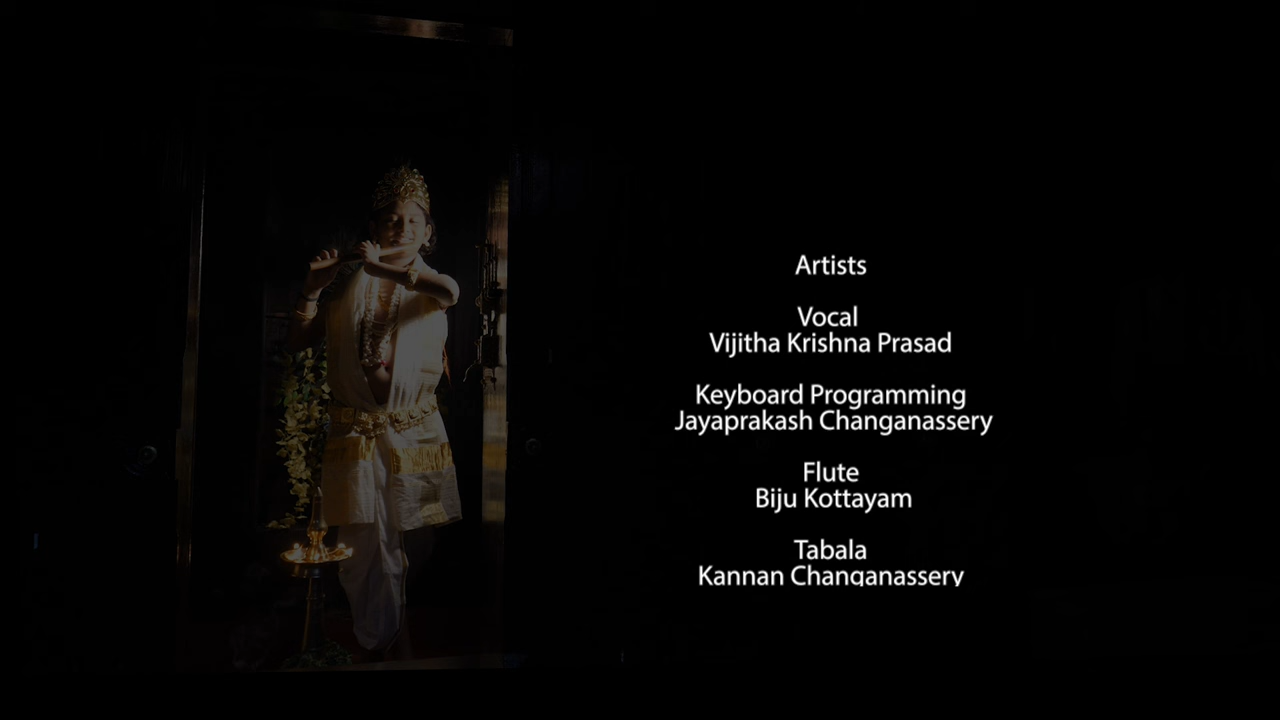 Artists
Vocal
Vijitha Krishna Prasad
Keyboard Programming
Jayaprakash Changanassery
Flute
Biju Kottayam
Tabala
Kannan Changanassery